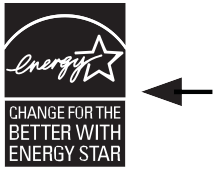 energy
CHANGE FOR THE
BETTER WITH
ENERGY STAR